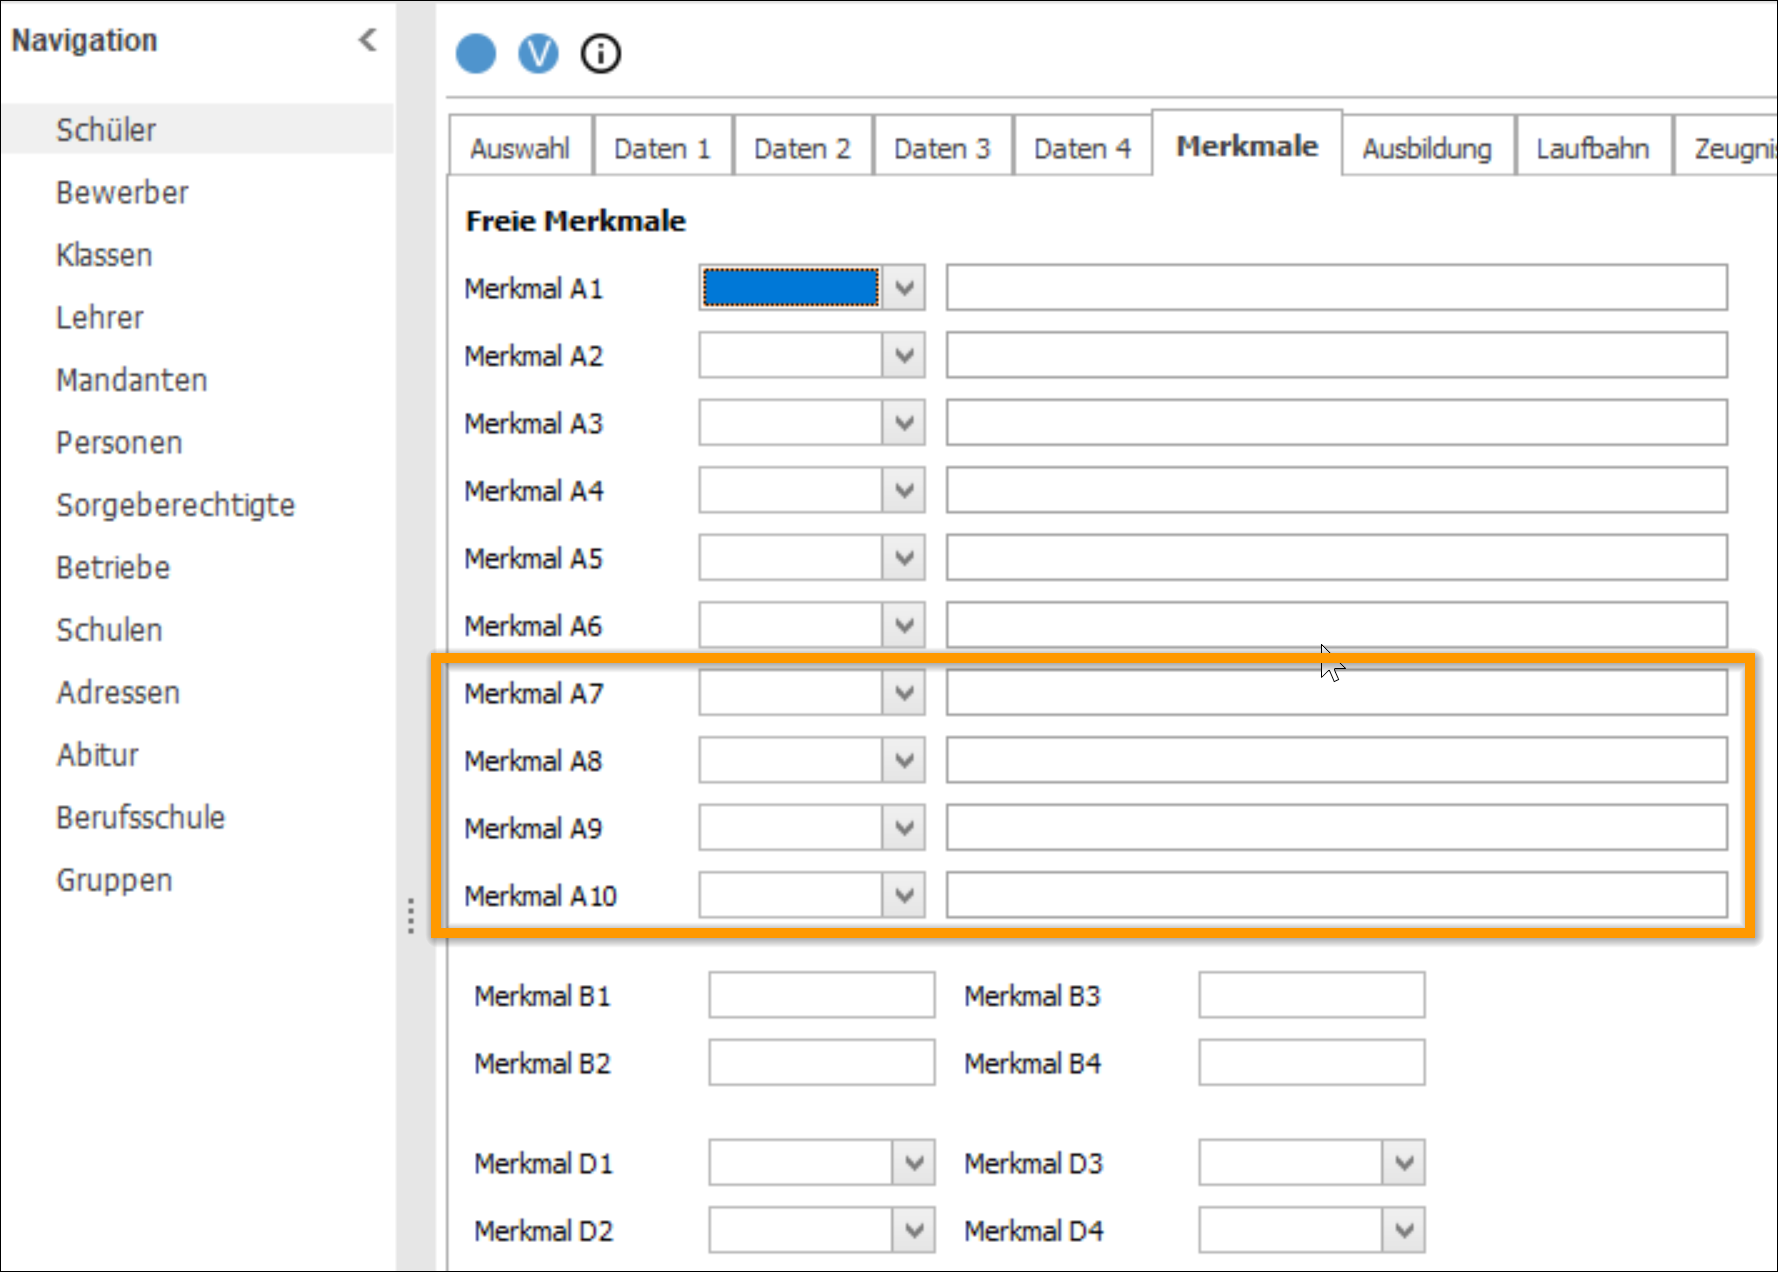 Navigation
Schüler
Bewerber
Klassen
Lehrer
Mandanten
Personen
Sorgeberechtigte
Betriebe
Schulen
Adressen
Abitur
Berufsschule
Gruppen
V i
Auswahl Daten 1 Daten 2 Daten 3 Daten 4 Merkmale Ausbildung Laufbahn Zeugnis
Freie Merkmale
Merkmal A1
Merkmal A2
Merkmal A3
Merkmal A4
Merkmal A5
Merkmal A6
Merkmal A7
Merkmal A8
Merkmal A9
Merkmal A10
Merkmal B1 Merkmal B3
Merkmal B2 Merkmal B4
Merkmal D1 Merkmal D3
Merkmal D2 Merkmal D4